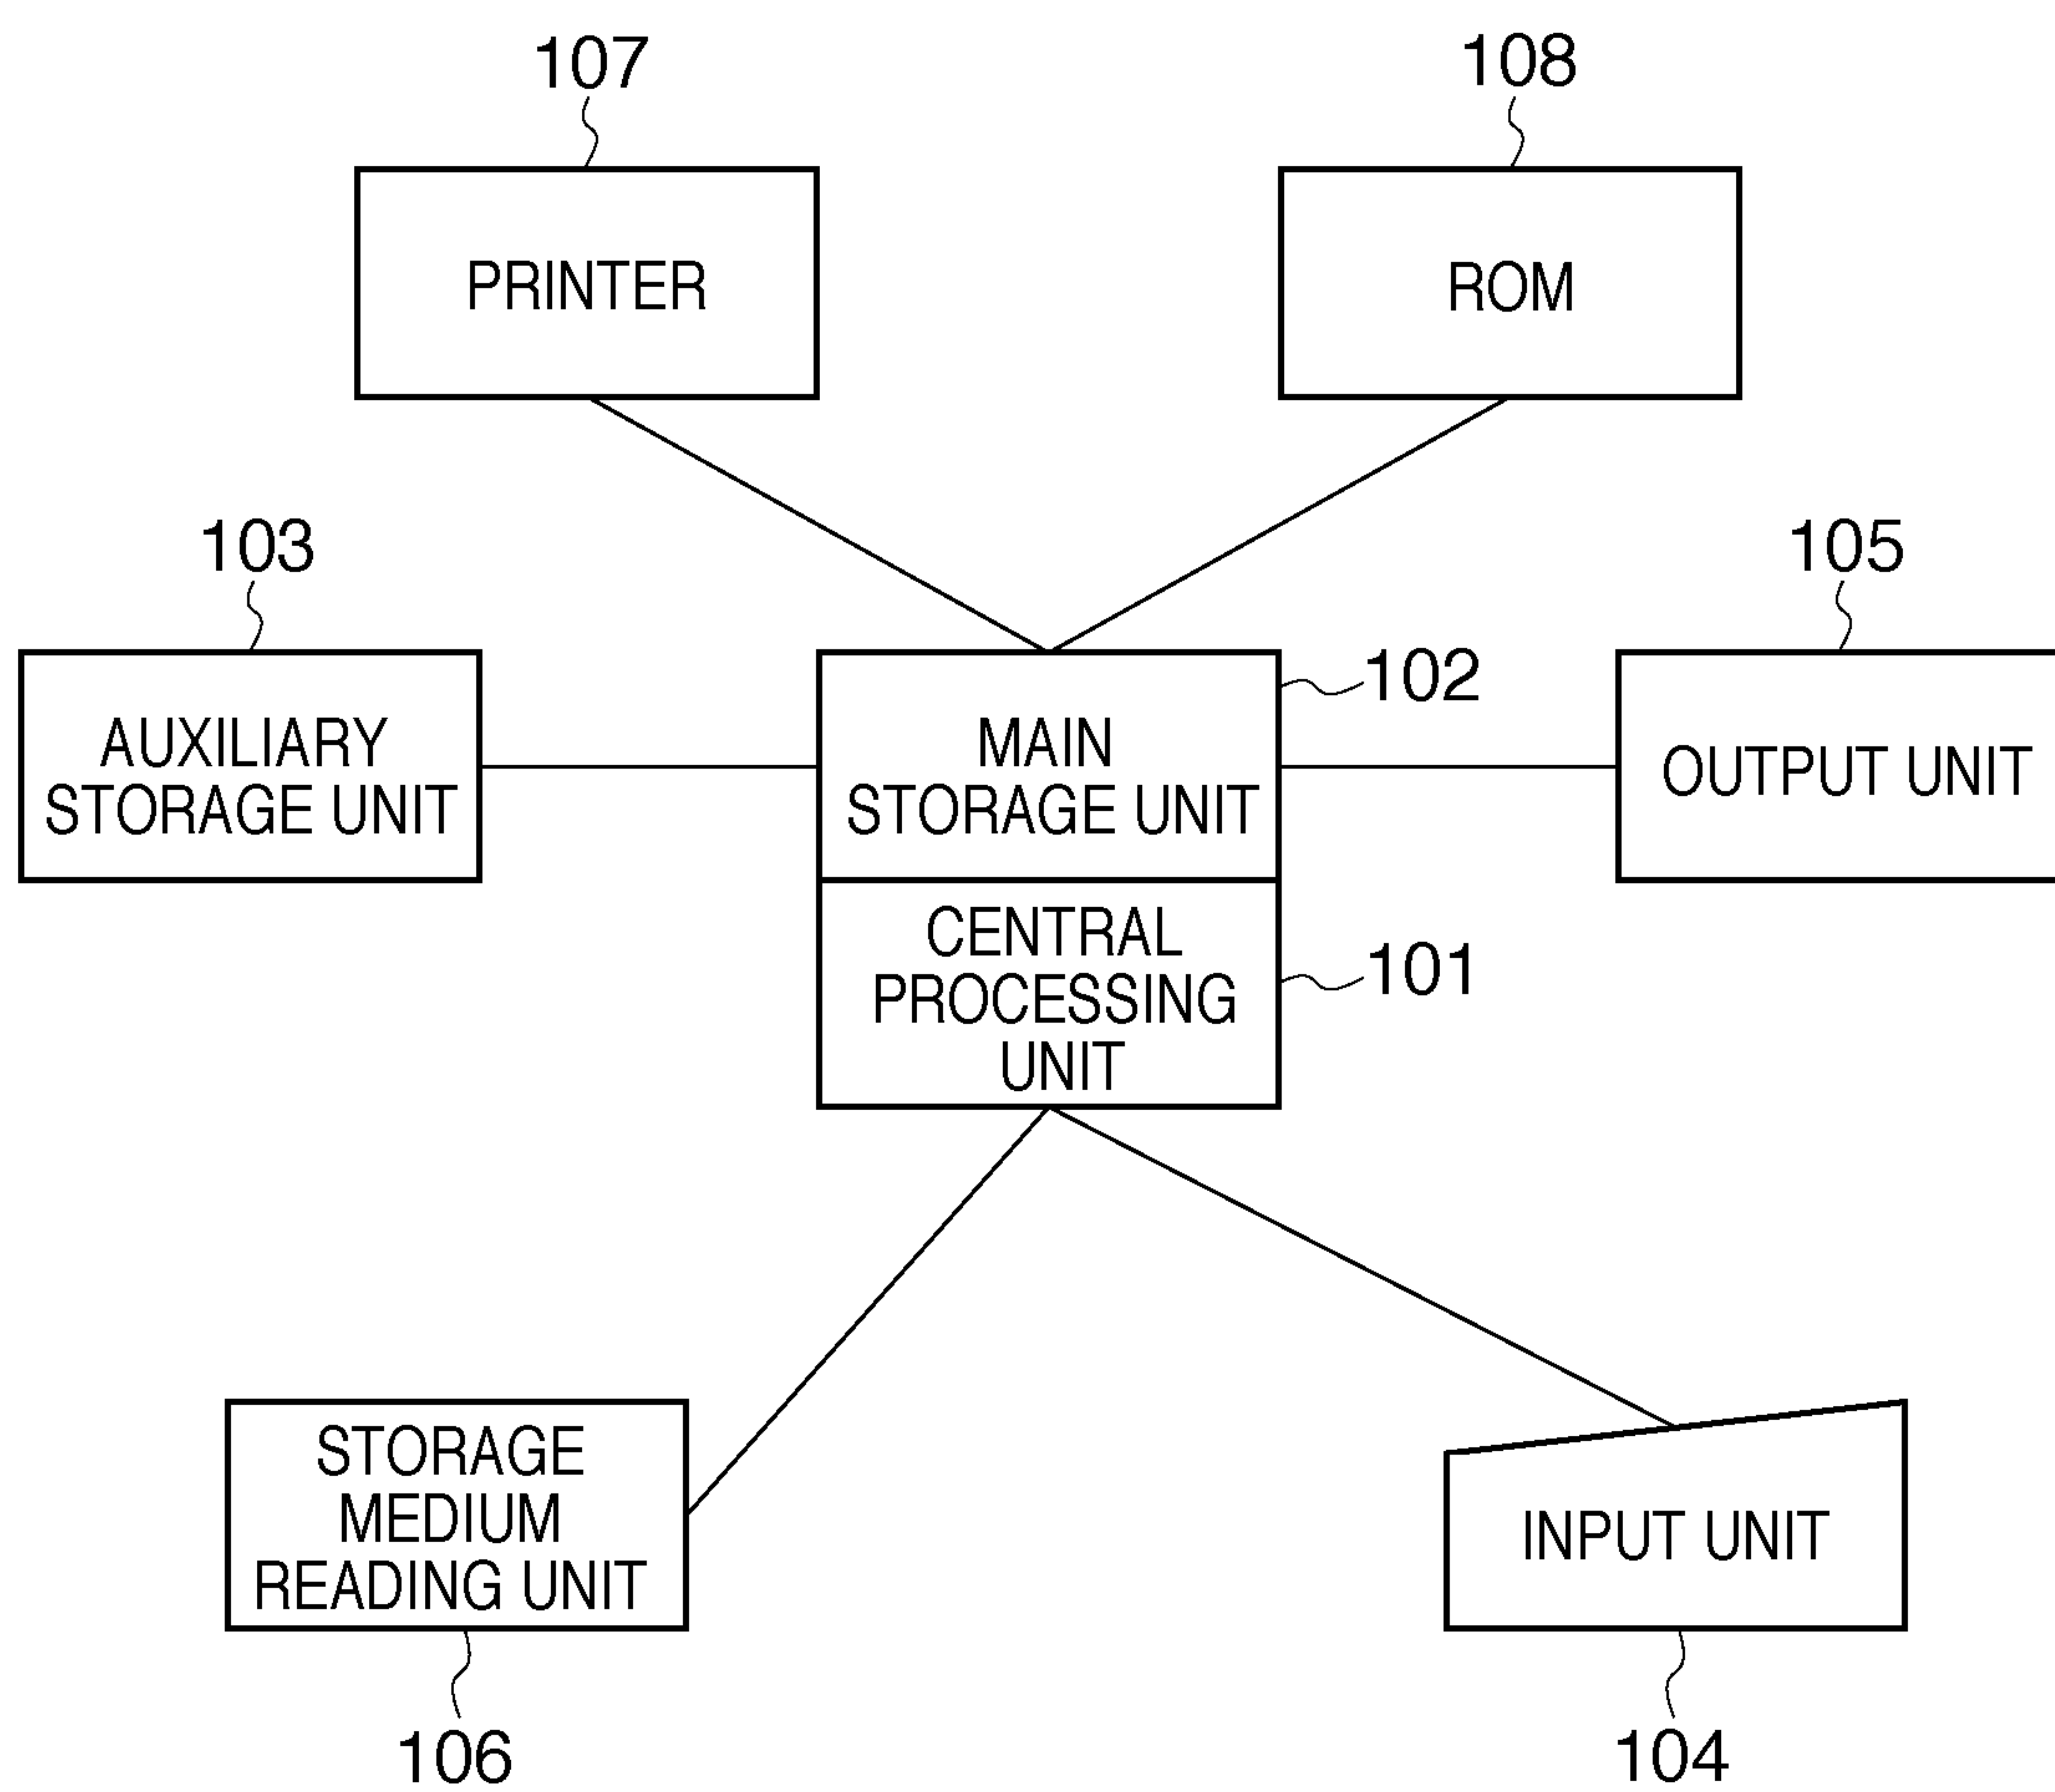 107
108
PRINTER
ROM
103
105
102
AUXILIARY
STORAGE UNIT
MAIN
STORAGE UNIT
OUTPUT UNIT
CENTRAL
PROCESSING
UNIT
101
STORAGE
MEDIUM
READING UNIT
INPUT UNIT
106
104